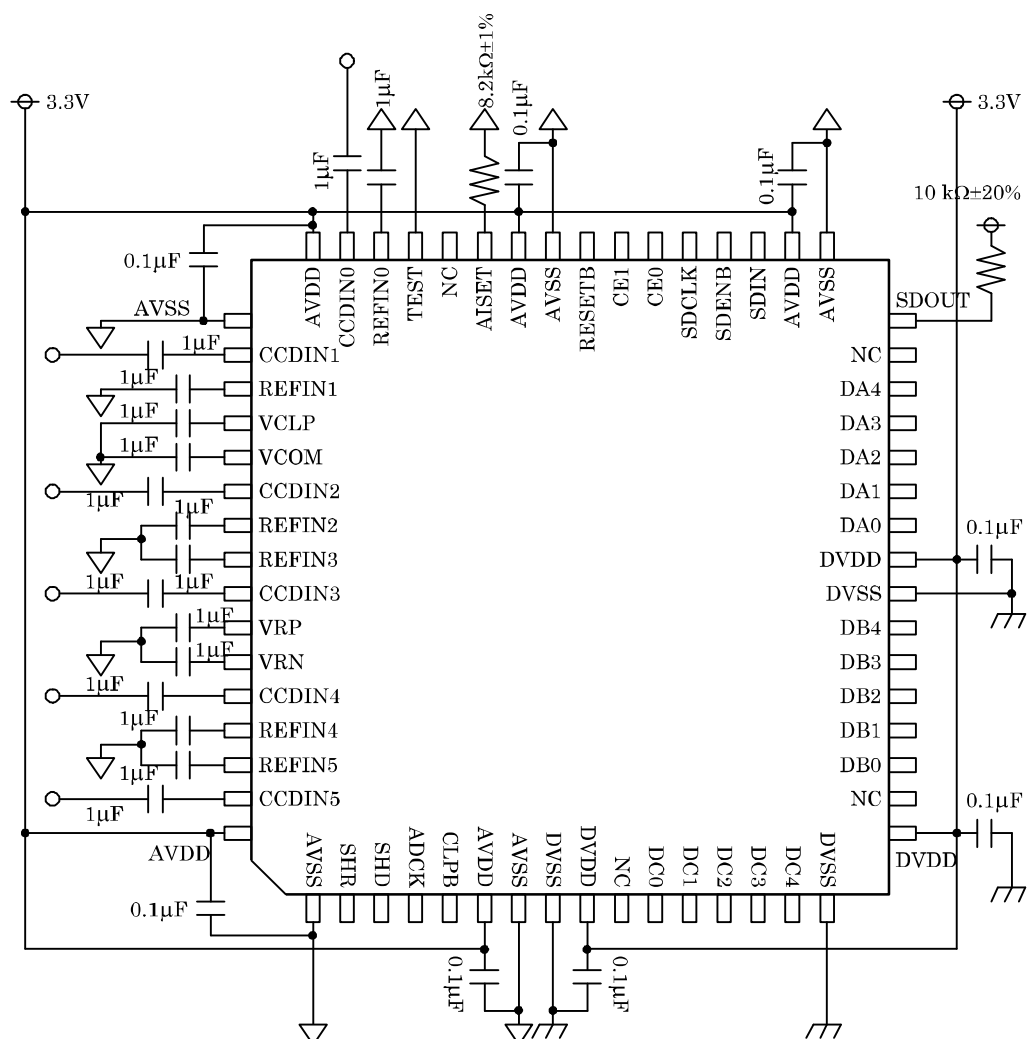 8.2kΩ±1%
1µF
0.1µF
3.3V
3.3V
1µF
0.1µF
10 kΩ±20%
0.1µF
AVDD
CCDIN0
REFIN0
TEST
NC
AISET
AVDD
AVSS
RESETB
CE1
CE0
SDCLK
SDENB
SDIN
AVDD
AVSS
AVSS
SDOUT
1µF
CCDIN1
NC
1µF
REFIN1
DA4
1µF
VCLP
DA3
1µF
VCOM
DA2
CCDIN2
DA1
1µF
1µF
REFIN2
DA0
0.1µF
REFIN3
DVDD
1µF
1µF
CCDIN3
DVSS
1µF
VRP
DB4
1µF
VRN
DB3
1µF
CCDIN4
DB2
1µF
REFIN4
DB1
1µF
REFIN5
DB0
CCDIN5
NC
0.1µF
1µF
AVDD
DVDD
AVSS
SHR
SHD
ADCK
CLPB
AVDD
AVSS
DVSS
DVDD
NC
DC0
DC1
DC2
DC3
DC4
DVSS
0.1µF
0.1µF
0.1µF